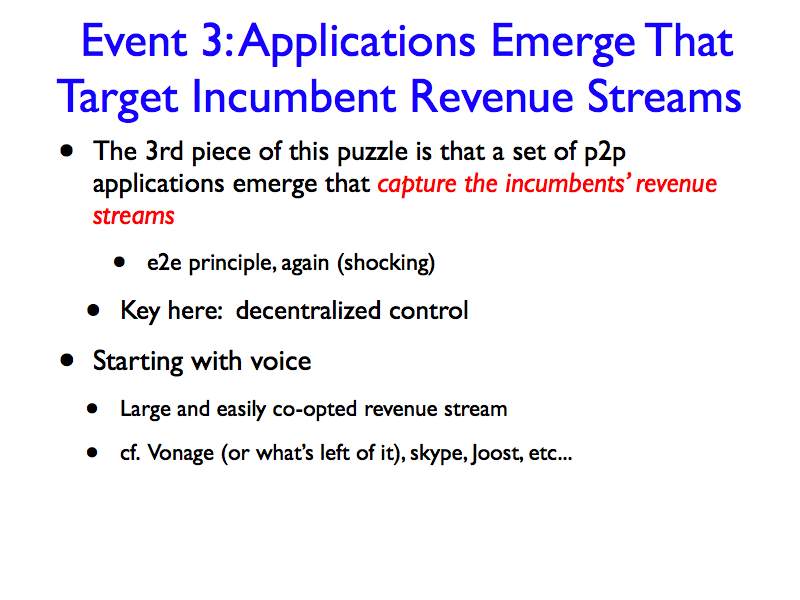 Event 3: Applications Emerge That
Target Incumbent Revenue Streams
• The 3rd piece of this puzzle is that a set of p2p
applications emerge that capture the incumbents' revenue
streams
• e2e principle, again (shocking)
• Key here: decentralized control
• Starting with voice
• Large and easily co-opted revenue stream
• cf. Vonage (or what's left of it), skype, Joost, etc...